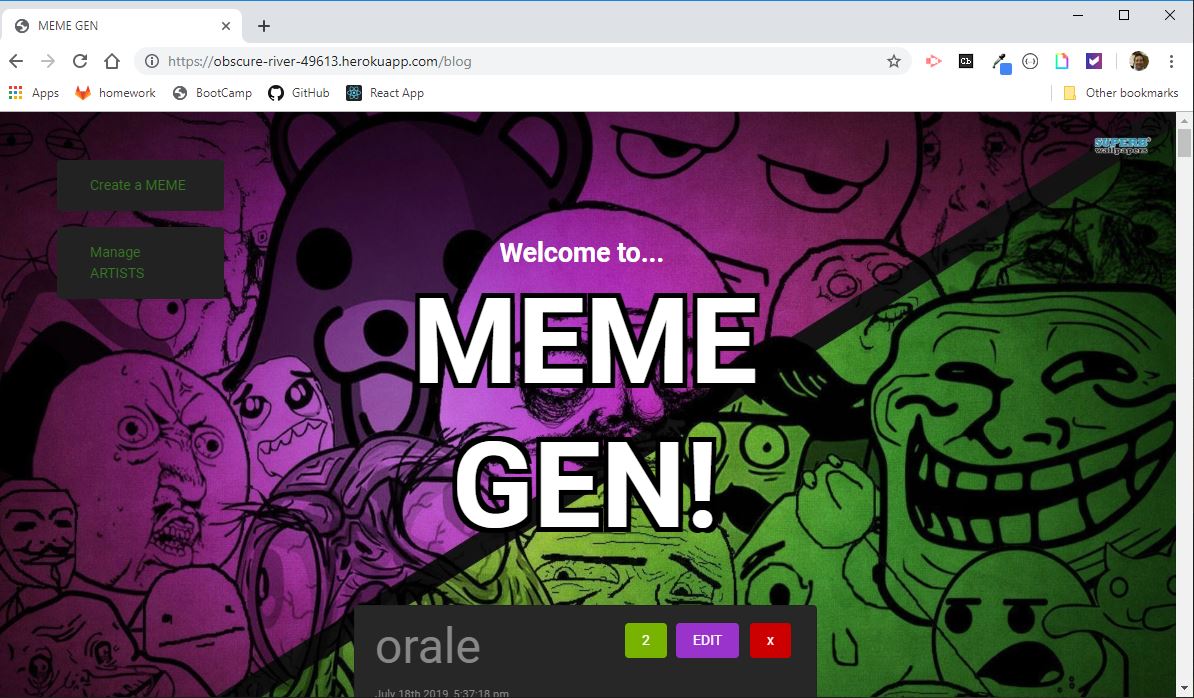 MEME GEN
https://obscure-river-49613.herokuapp.com/blog
Cb
Apps
homework
BootCamp
GitHub
React App
Other bookmarks
SUPERB
wallpapers
Create a MEME
Manage
ARTISTS
Welcome to...
MEME
GEN!
orale
2
EDIT
x
July 18th 2019, 5:37:18 pm